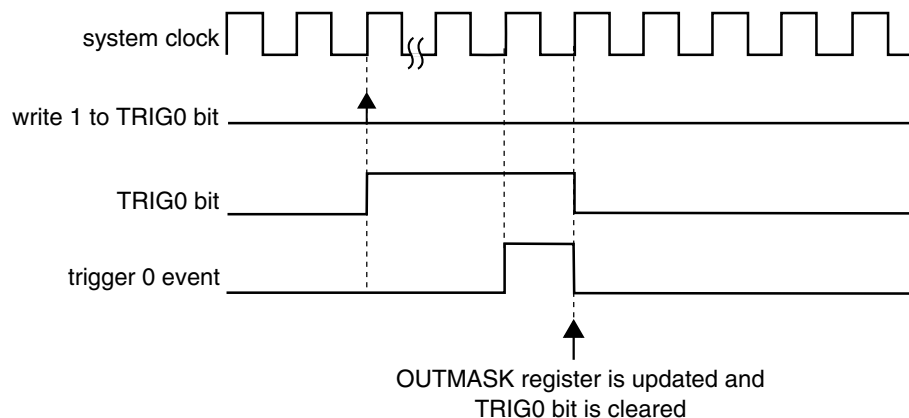 system clock
write 1 to TRIG0 bit
TRIG0 bit
trigger 0 event
OUTMASK register is updated and
TRIG0 bit is cleared